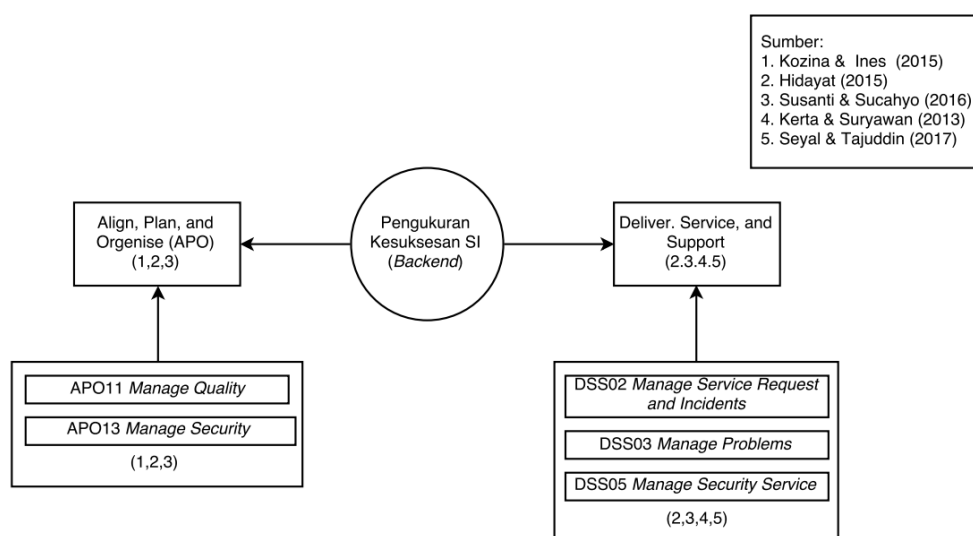 Sumber:
1. Kozina & Ines (2015)
2. Hidayat (2015)
3. Susanti & Sucahyo (2016)
4. Kerta & Suryawan (2013)
5. Seyal & Tajuddin (2017)
Align, Plan, and
Orgenise (APO)
(1,2,3)
Pengukuran
Kesuksesan SI
(Backend)
Deliver. Service, and
Support
(2.3.4.5)
APO11 Manage Quality
APO13 Manage Security
(1,2,3)
DSS02 Manage Service Request
and Incidents
DSS03 Manage Problems
DSS05 Manage Security Service
(2,3,4,5)